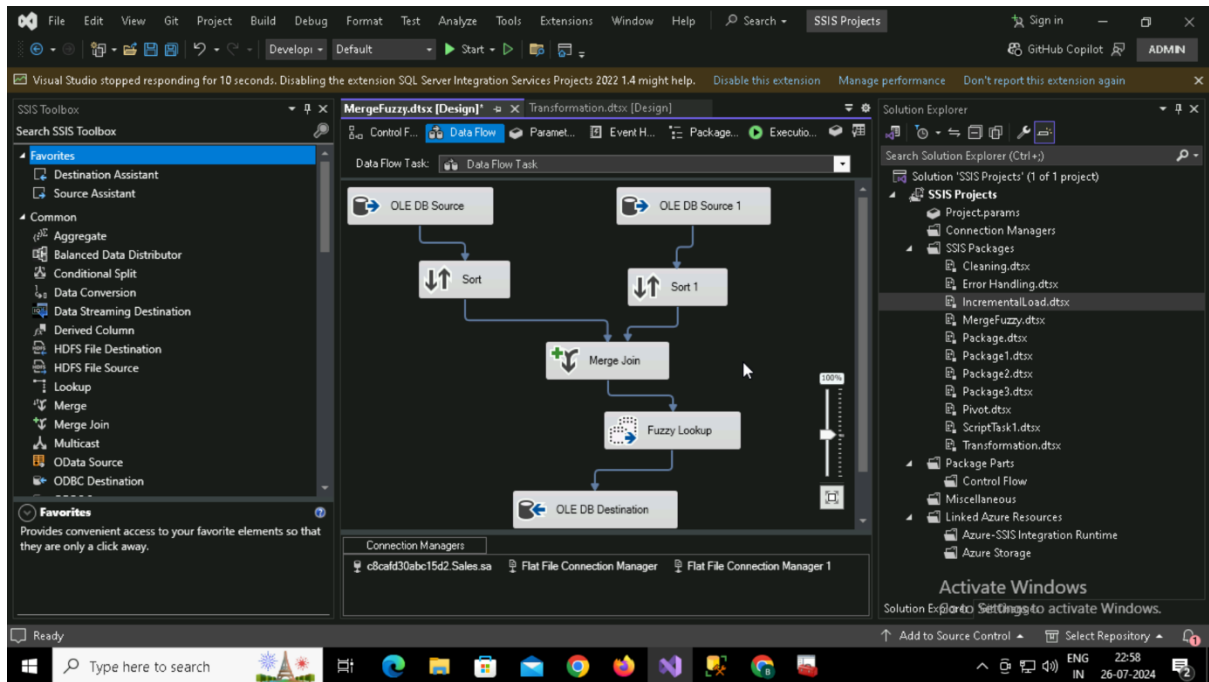 File Edit View Git Project Build Debug Format Test Analyze Tools Extensions Window Help Search SSIS Projects Sign in
Developi Default Start GitHub Copilot ADMIN
Visual Studio stopped responding for 10 seconds. Disabling the extension SQL Server Integration Services Projects 2022 1.4 might help. Disable this extension Manage performance Don't report this extension again
SSIS Toolbox
Search SSIS Toolbox
Favorites
Destination Assistant
Source Assistant
Common
Aggregate
Balanced Data Distributor
Conditional Split
Data Conversion
Data Streaming Destination
Derived Column
HDFS File Destination
HDFS File Source
Lookup
Merge
Merge Join
Multicast
OData Source
ODBC Destination
Favorites
Provides convenient access to your favorite elements so that
they are only a click away.
MergeFuzzy.dtsx [Design]* Transformation.dtsx [Design]
Control F... Data Flow Paramet... Event H... Package... Executio...
Data Flow Task: Data Flow Task
OLE DB Source OLE DB Source 1
Sort Sort 1
Merge Join
100%
Fuzzy Lookup
OLE DB Destination
Connection Managers
c8cafd30abc15d2.Sales.sa Flat File Connection Manager Flat File Connection Manager 1
Solution Explorer
Search Solution Explorer (Ctrl+;)
Solution 'SSIS Projects' (1 of 1 project)
SSIS Projects
Project.params
Connection Managers
SSIS Packages
Cleaning.dtsx
Error Handling.dtsx
IncrementalLoad.dtsx
MergeFuzzy.dtsx
Package.dtsx
Package1.dtsx
Package2.dtsx
Package3.dtsx
Pivot.dtsx
ScriptTask1.dtsx
Transformation.dtsx
Package Parts
Control Flow
Miscellaneous
Linked Azure Resources
Azure-SSIS Integration Runtime
Azure Storage
Activate Windows
Go to Settings to activate Windows.
Solution Explorer
Ready Add to Source Control Select Repository 1
Type here to search ENG 22:58
IN 26-07-2024 2